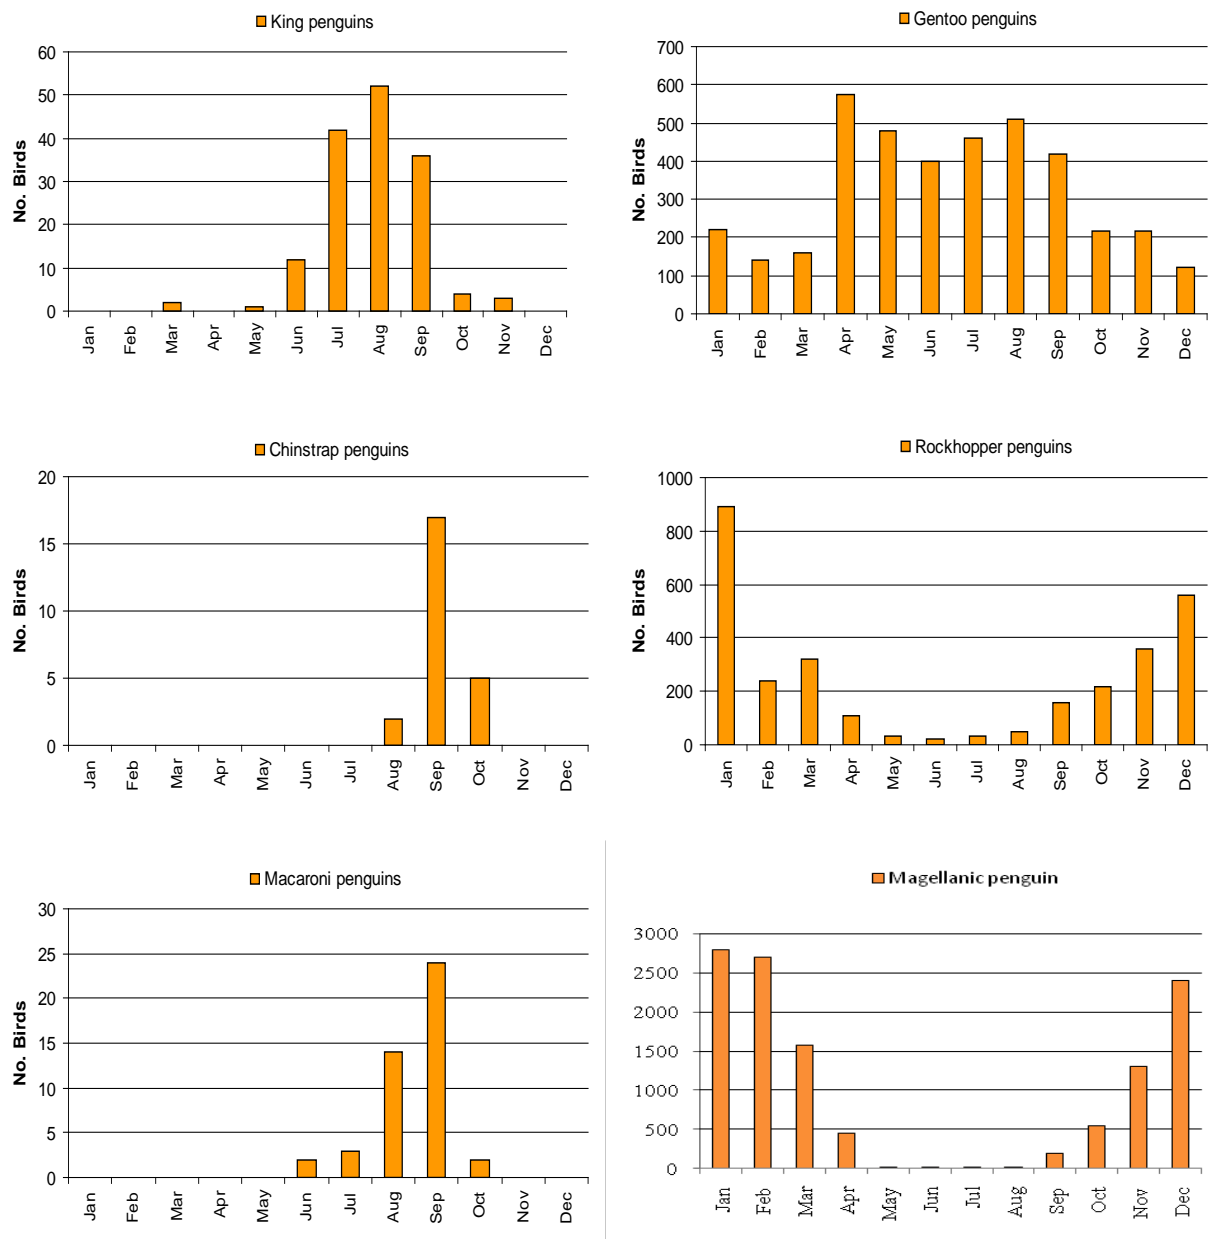 King penguins
60
50
40
30
20
10
0
No. Birds
Jan Feb Mar Apr May Jun Jul Aug Sep Oct Nov Dec
Gentoo penguins
700
600
500
400
300
200
100
0
No. Birds
Jan Feb Mar Apr May Jun Jul Aug Sep Oct Nov Dec
Chinstrap penguins
20
15
10
5
0
No. Birds
Jan Feb Mar Apr May Jun Jul Aug Sep Oct Nov Dec
Rockhopper penguins
1000
800
600
400
200
0
No. Birds
Jan Feb Mar Apr May Jun Jul Aug Sep Oct Nov Dec
Macaroni penguins
30
25
20
15
10
5
0
No. Birds
Jan Feb Mar Apr May Jun Jul Aug Sep Oct Nov Dec
Magellanic penguin
3000
2500
2000
1500
1000
500
0
Jan Feb Mar Apr May Jun Jul Aug Sep Oct Nov Dec